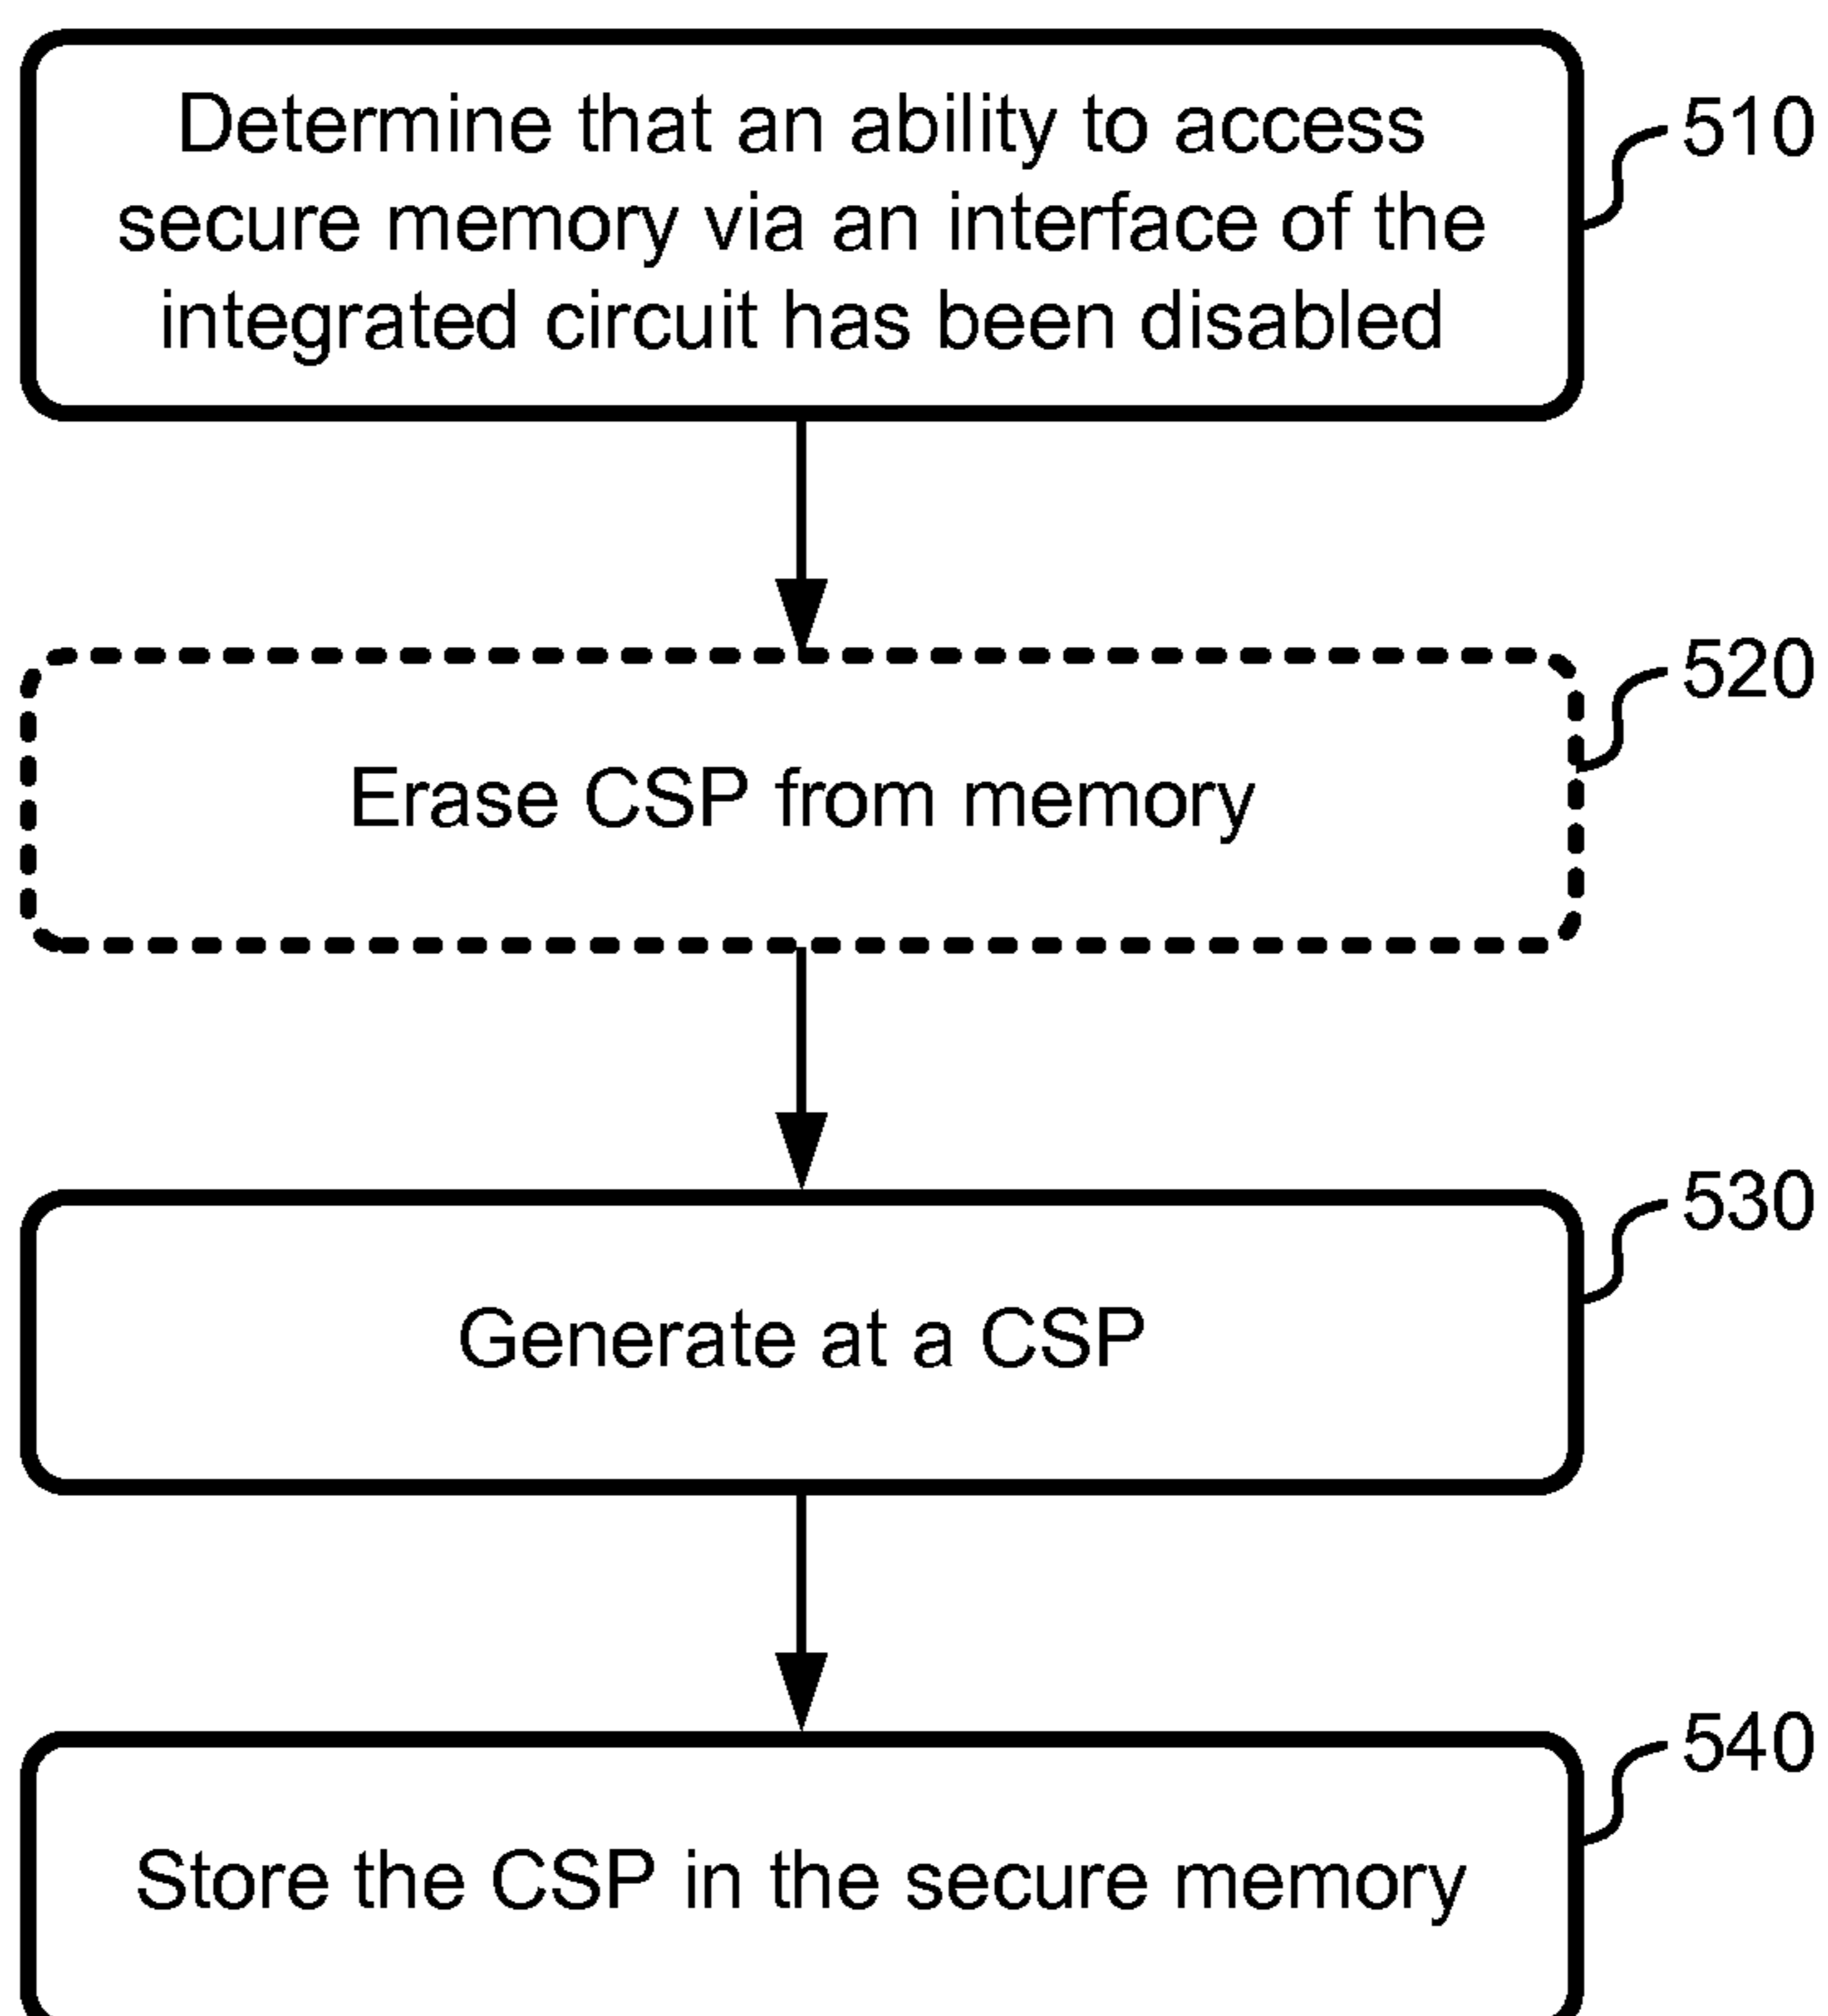 Determine that an ability to access
secure memory via an interface of the
integrated circuit has been disabled
510
Erase CSP from memory
520
Generate at a CSP
530
Store the CSP in the secure memory
540